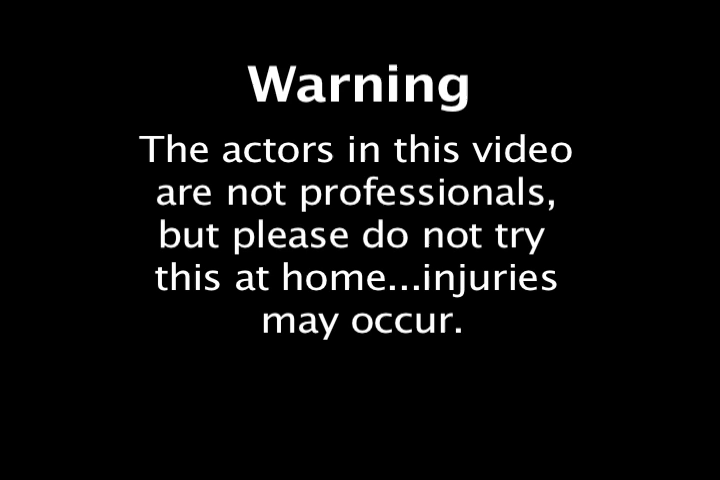 Warning
The actors in this video
are not professionals,
but please do not try
this at home...injuries
may occur.